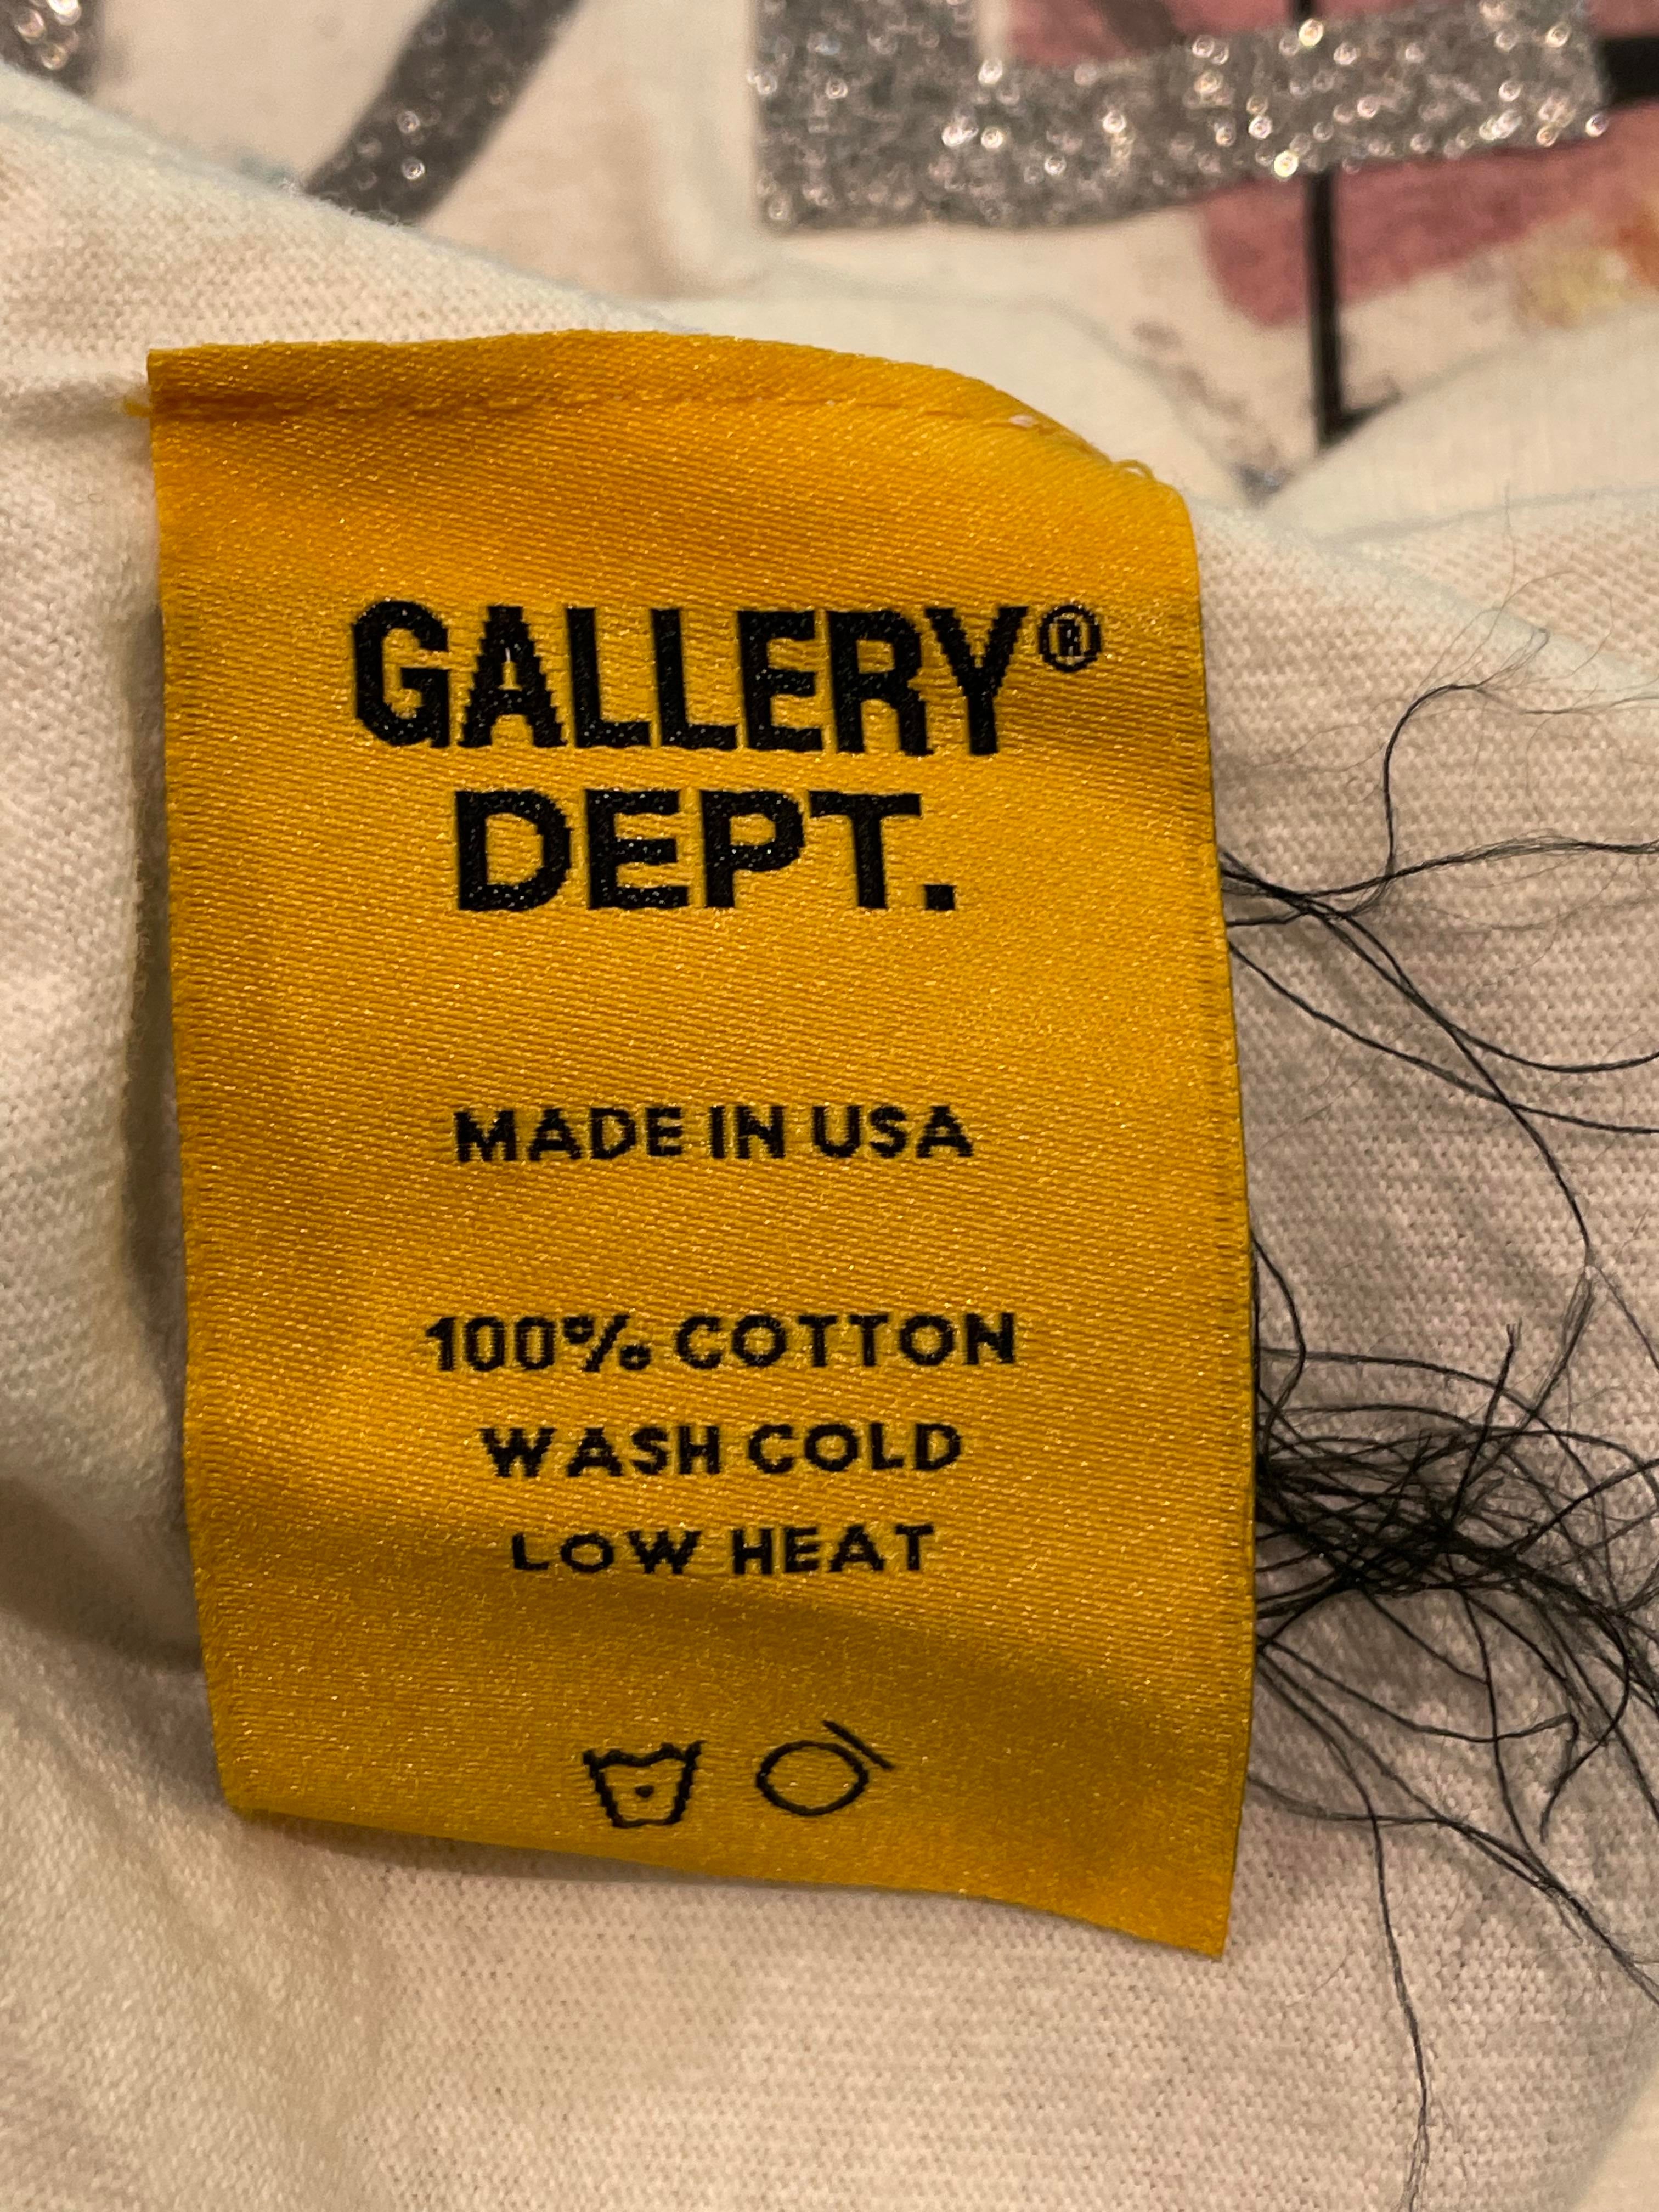 GALLERY®
DEPT.
MADE IN USA
100% COTTON
WASH COLD
LOW HEAT